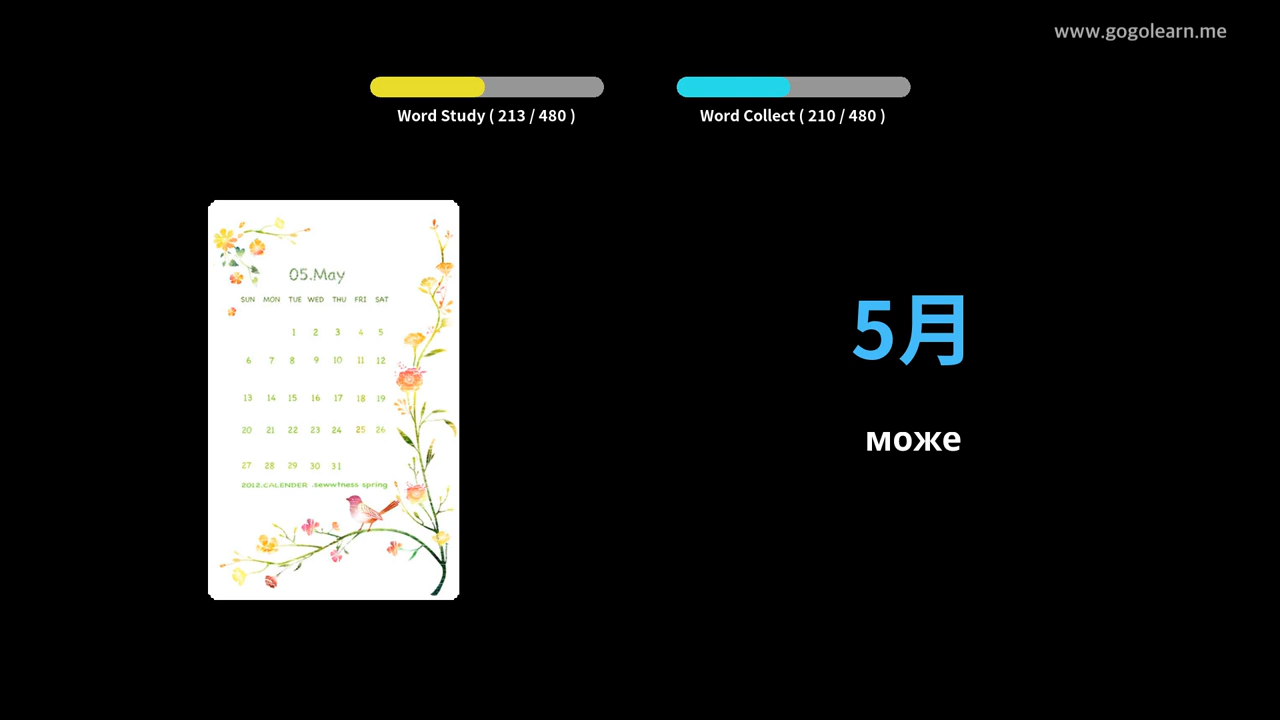 www.gogolearn.me
Word Study ( 213 / 480 )
Word Collect ( 210 / 480 )
05.May
SUN MON TUE WED THU FRI SAT
1 2 3 4 5
6 7 8 9 10 11 12
13 14 15 16 17 18 19
20 21 22 23 24 25 26
27 28 29 30 31
2012.CALENDER .sewwtness spring
5月
може